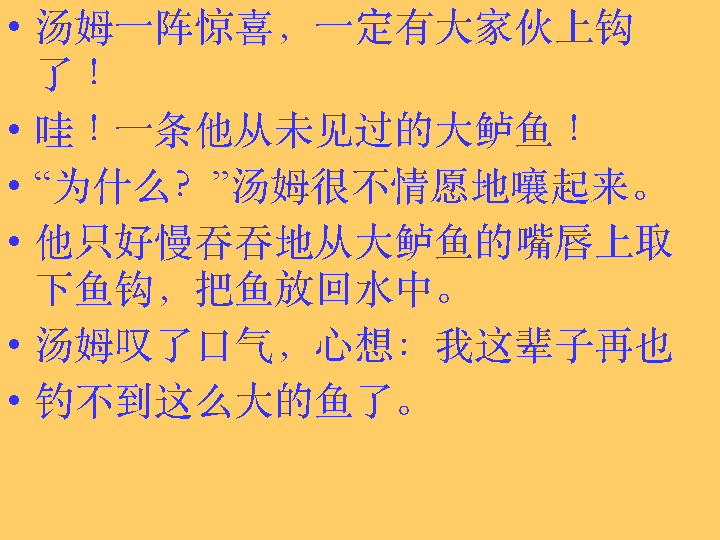 • 汤姆一阵惊喜，一定有大家伙上钩
了！
• 哇！一条他从未见过的大鲈鱼！
• “为什么？”汤姆很不情愿地嚷起来。
• 他只好慢吞吞地从大鲈鱼的嘴唇上取
下鱼钩，把鱼放回水中。
• 汤姆叹了口气，心想：我这辈子再也
• 钓不到这么大的鱼了。